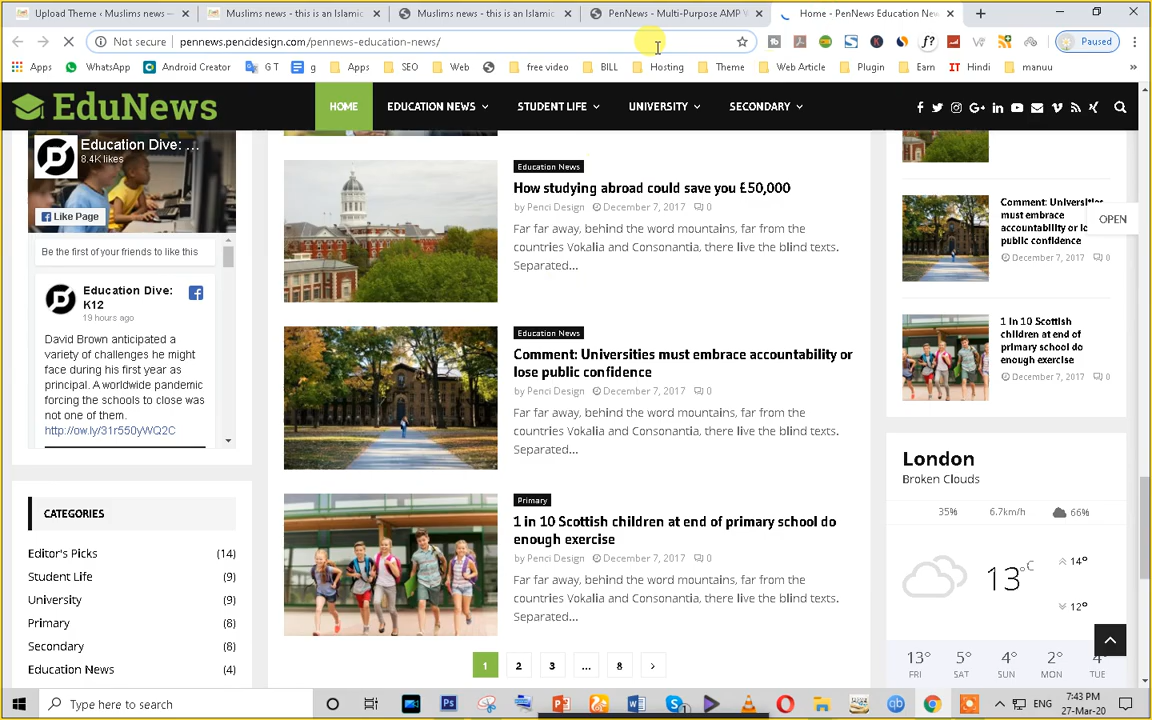 Upload Theme ‹ Muslims news —
Muslims news - this is an Islamic
Muslims news - this is an Islamic
PenNews - Multi-Purpose AMP W
Home - PenNews Education New
Not secure
pennews.pencidesign.com/pennews-education-news/
Paused
Apps
WhatsApp
Android Creator
G T
g
Apps
SEO
Web
free video
BILL
Hosting
Theme
Web Article
Plugin
Earn
IT Hindi
manuu
EduNews
HOME
EDUCATION NEWS
STUDENT LIFE
UNIVERSITY
SECONDARY
Education Dive: ...
8.4K likes
Like Page
Be the first of your friends to like this
Education Dive:
K12
19 hours ago
David Brown anticipated a
variety of challenges he might
face during his first year as
principal. A worldwide pandemic
forcing the schools to close was
not one of them.
http://ow.ly/31r550yWQ2C
CATEGORIES
Editor's Picks (14)
Student Life (9)
University (9)
Primary (8)
Secondary (8)
Education News (4)
Education News
How studying abroad could save you £50,000
by Penci Design December 7, 2017 0
Far far away, behind the word mountains, far from the
countries Vokalia and Consonantia, there live the blind texts.
Separated...
Education News
Comment: Universities must embrace accountability or
lose public confidence
by Penci Design December 7, 2017 0
Far far away, behind the word mountains, far from the
countries Vokalia and Consonantia, there live the blind texts.
Separated...
Primary
1 in 10 Scottish children at end of primary school do
enough exercise
by Penci Design December 7, 2017 0
Far far away, behind the word mountains, far from the
countries Vokalia and Consonantia, there live the blind texts.
Separated...
1 2 3 ... 8
Comment: Universities
must embrace
accountability or
public confidence
December 7, 2017 0
OPEN
1 in 10 Scottish
children at end of
primary school do
enough exercise
December 7, 2017 0
London
Broken Clouds
35% 6.7km/h 66%
13°C
14°
12°
13° 5° 4° 2° 4°
FRI SAT SUN MON TUE
Type here to search
ENG
7:43 PM
27-Mar-20